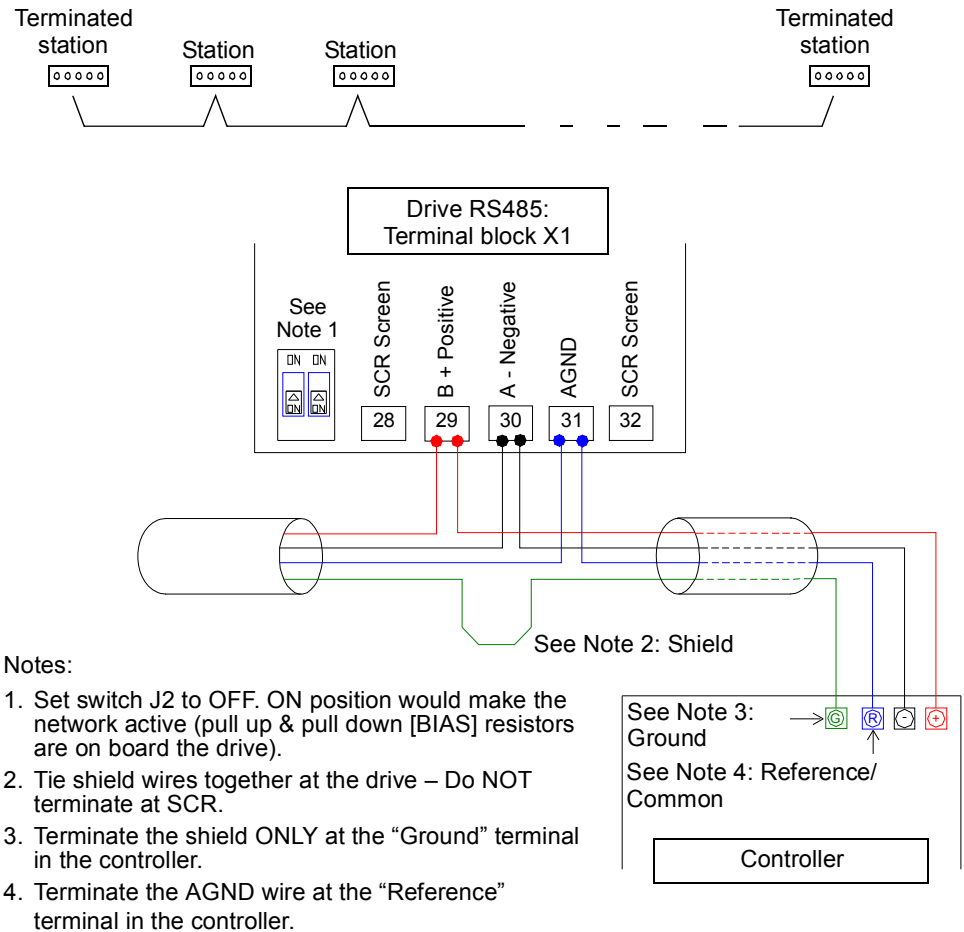 Terminated
station
Station
Station
Terminated
station
Drive RS485:
Terminal block X1
See
Note 1
ON ON
ON ON
SCR Screen
B + Positive
A - Negative
AGND
SCR Screen
28
29
30
31
32
See Note 2: Shield
Notes:
1. Set switch J2 to OFF. ON position would make the
network active (pull up & pull down [BIAS] resistors
are on board the drive).
2. Tie shield wires together at the drive – Do NOT
terminate at SCR.
3. Terminate the shield ONLY at the “Ground” terminal
in the controller.
4. Terminate the AGND wire at the “Reference”
terminal in the controller.
See Note 3:
Ground
G R - +
See Note 4: Reference/
Common
Controller